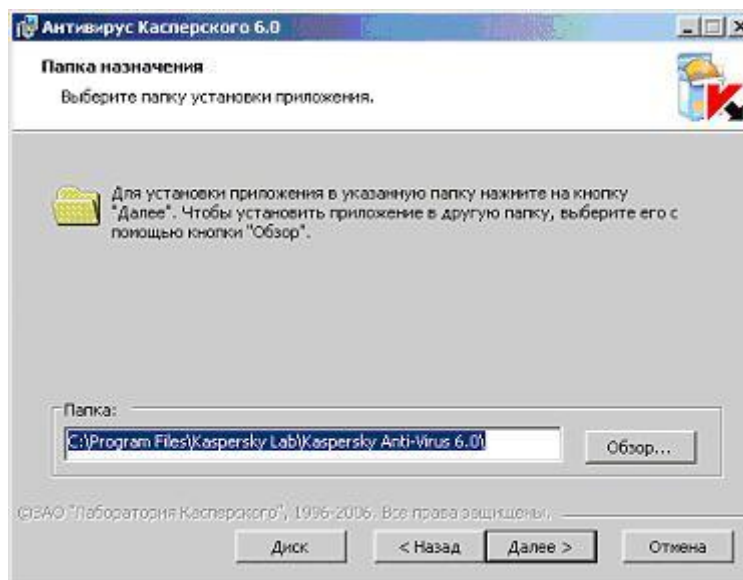 Антивирус Касперского 6.0
Папка назначения
Выберите папку установки приложения.
Для установки приложения в указанную папку нажмите на кнопку
"Далее". Чтобы установить приложение в другую папку, выберите его с
помощью кнопки "Обзор".
Папка:
C:\Program Files\Kaspersky Lab\Kaspersky Anti-Virus 6.0\
Обзор...
©ЗАО "Лаборатория Касперского", 1996-2006. Все права защищены.
Диск
< Назад
Далее >
Отмена